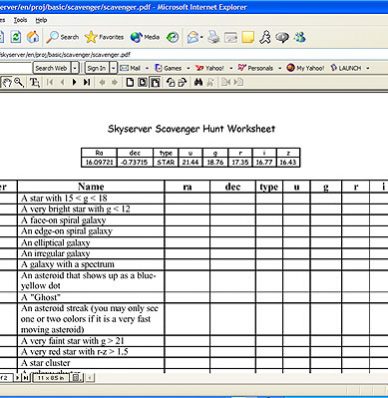 erver/en/proj/basic/scavenger/scavenger.pdf - Microsoft Internet Explorer
es Tools Help
Search Favorites Media
skyserver/en/proj/basic/scavenger/scavenger.pdf
Search Web Sign In Mail Games Yahoo! Personals My Yahoo! LAUNCH
Skyserver Scavenger Hunt Worksheet
Ra dec type u g r i z
16.09721 -0.73715 STAR 21.44 18.76 17.35 16.77 16.43
er Name ra dec type u g r i
A star with 15 < g < 18
A very bright star with g < 12
A face-on spiral galaxy
An edge-on spiral galaxy
An elliptical galaxy
An irregular galaxy
A galaxy with a spectrum
An asteroid that shows up as a blue-
yellow dot
A "Ghost"
An asteroid streak (you may only see
one or two colors if it is a very fast
moving asteroid)
A very faint star with g > 21
A very red star with r-z > 1.5
A star cluster
11 x 8.5 in